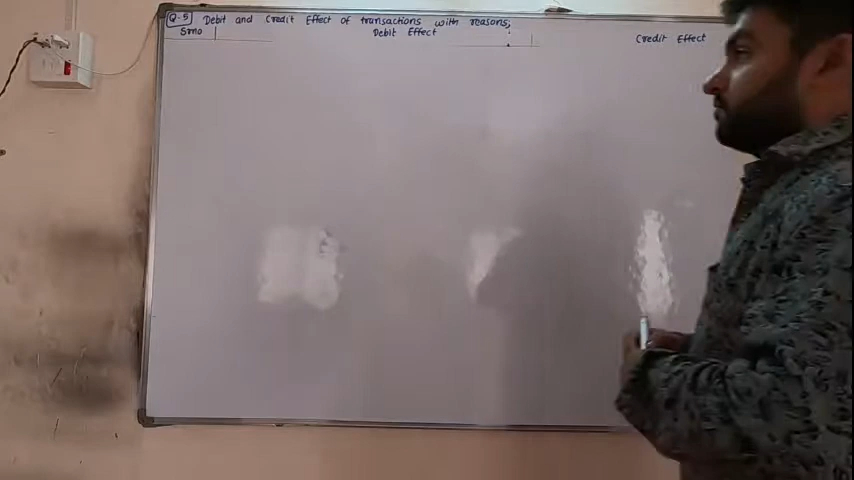 Q-5 Debit and Credit Effect of transactions with reasons;
Srno Debit Effect Credit Effect